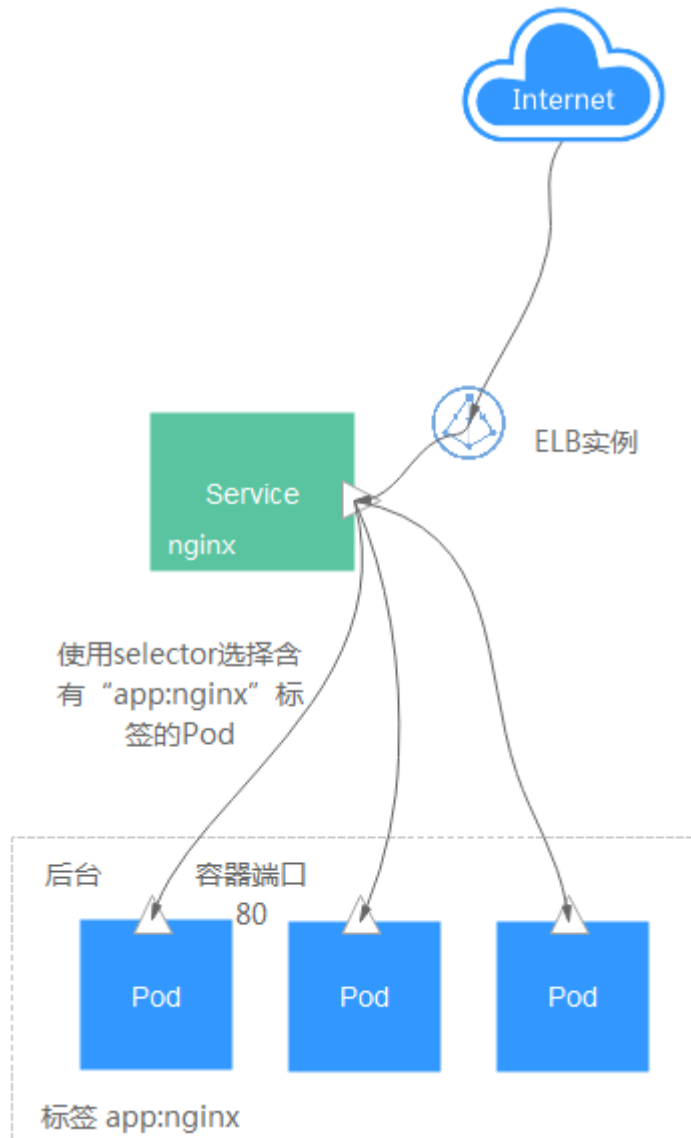 Internet
ELB实例
Service
nginx
使用selector选择含
有“app:nginx”标
签的Pod
后台
容器端口
80
Pod
Pod
Pod
标签 app:nginx